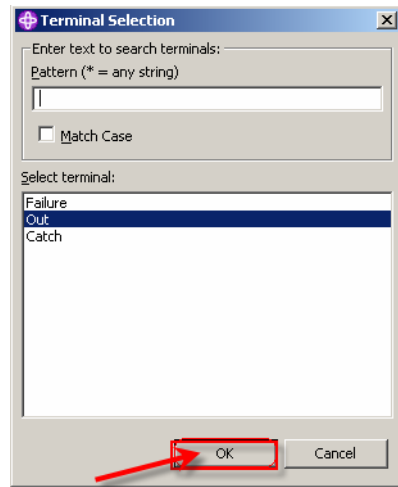 Terminal Selection
Enter text to search terminals:
Pattern (* = any string)
Match Case
Select terminal:
Failure
Out
Catch
OK
Cancel